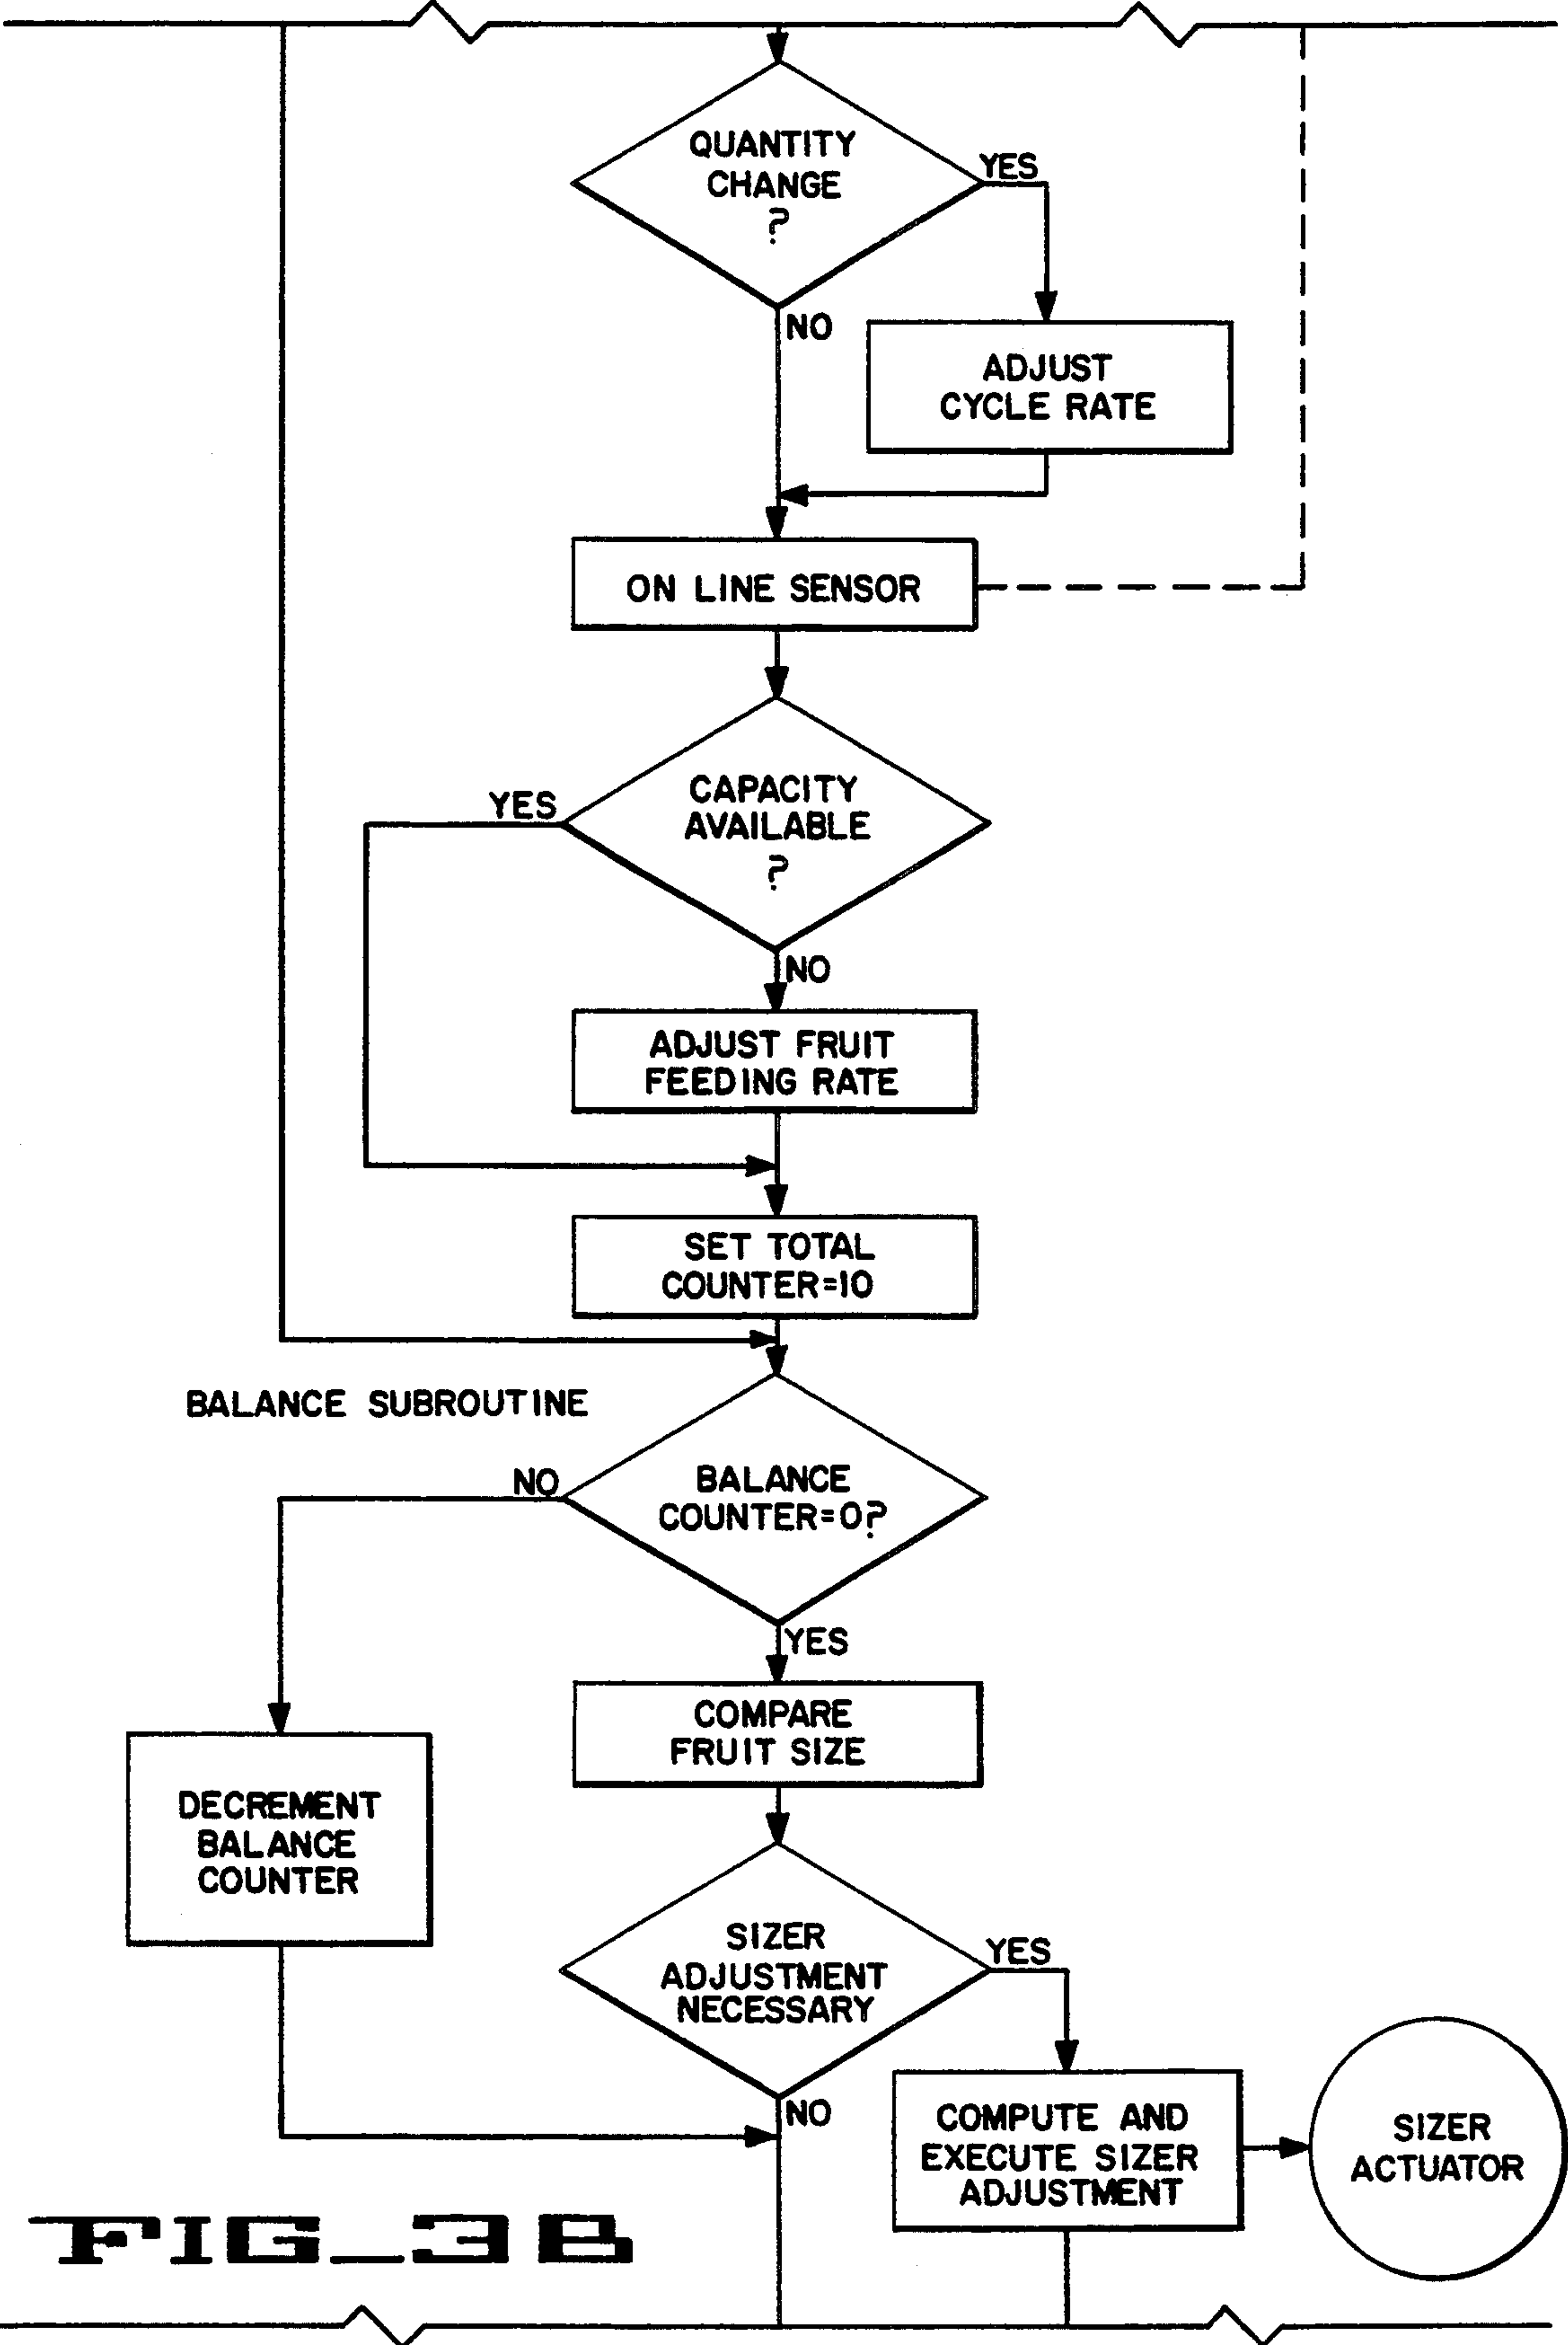 QUANTITY
CHANGE
?
YES
NO
ADJUST
CYCLE RATE
ON LINE SENSOR
CAPACITY
AVAILABLE
?
YES
NO
ADJUST FRUIT
FEEDING RATE
SET TOTAL
COUNTER=10
BALANCE SUBROUTINE
NO
BALANCE
COUNTER=0?
YES
COMPARE
FRUIT SIZE
DECREMENT
BALANCE
COUNTER
SIZER
ADJUSTMENT
NECESSARY
YES
NO
COMPUTE AND
EXECUTE SIZER
ADJUSTMENT
SIZER
ACTUATOR
FIG_3B